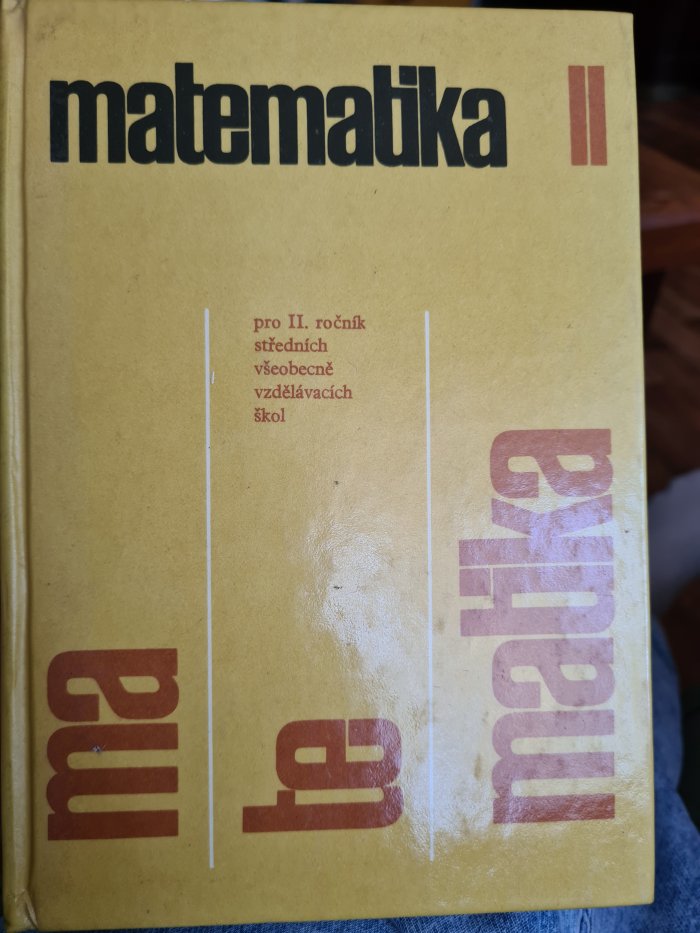 matematika II
pro II. ročník
středních
všeobecně
vzdělávacích
škol
ma
te
matika